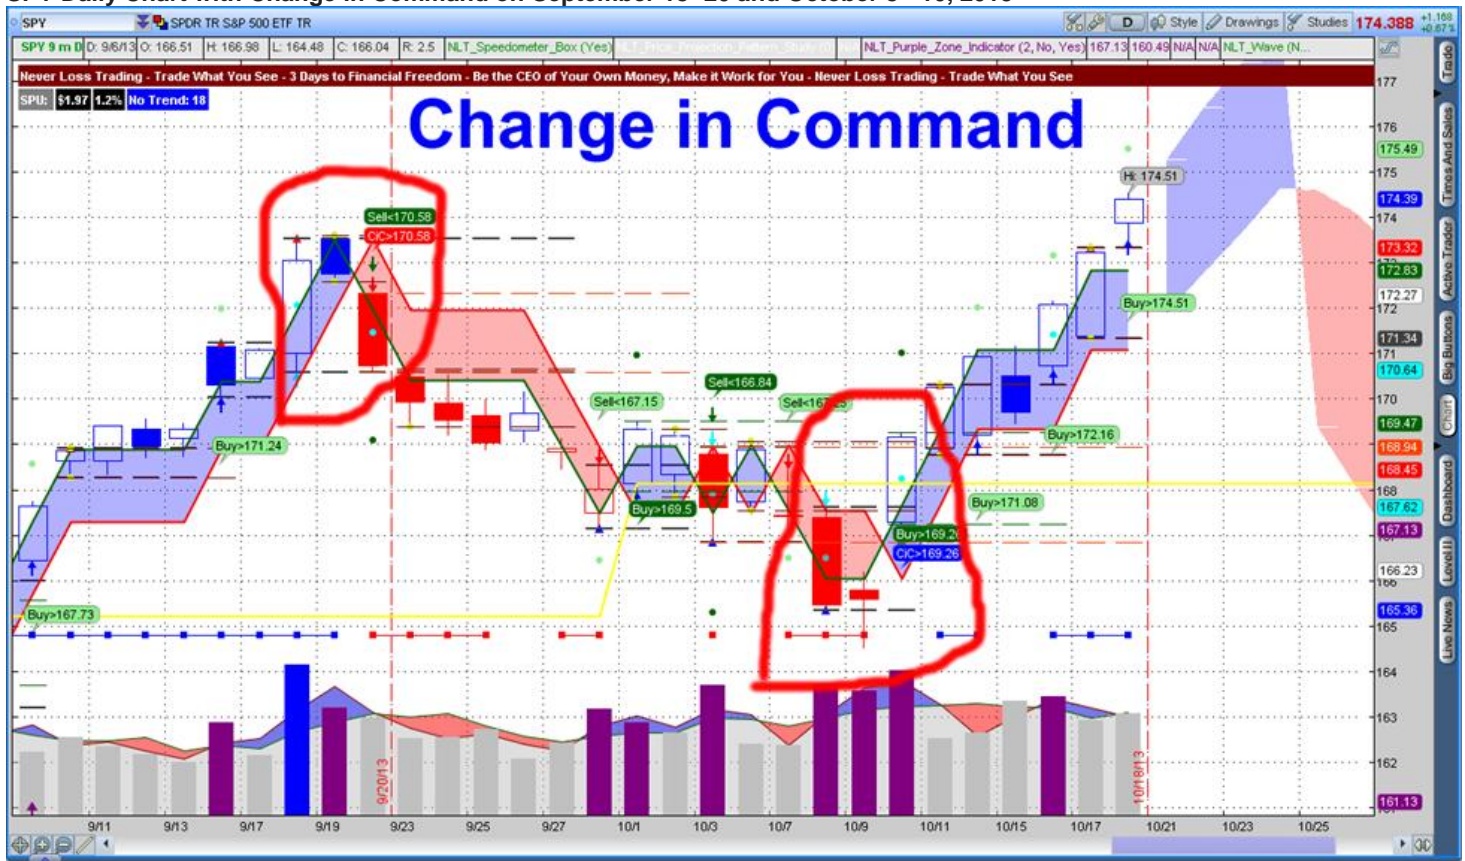 SPY
SPDR TR S&P 500 ETF TR
D
Style
Drawings
Studies
174.388
+1.168
+0.67%
SPY 9 m D
D: 9/6/13
O: 166.51
H: 166.98
L: 164.48
C: 166.04
R: 2.5
NLT_Speedometer_Box (Yes)
NLT_Purple_Zone_Indicator (2, No, Yes)
167.13
160.49
N/A
N/A
NLT_Wave (N...
Never Loss Trading - Trade What You See - 3 Days to Financial Freedom - Be the CEO of Your Own Money, Make it Work for You - Never Loss Trading - Trade What You See
SPU:
$1.97
1.2%
No Trend: 18
Change in Command
Hi: 174.51
Sell<170.58
CiC>170.58
Buy>174.51
Sell<166.84
Sell<167.15
Buy>171.24
Buy>172.16
Buy>169.5
Buy>171.08
CiC>169.26
Buy>167.73
9/20/13
10/18/13
177
176
175.49
175
174.39
174
173.32
172.83
172.27
172
171.34
171
170.64
170
169.47
168.94
168.45
168
167.62
167.13
166.23
166
165.36
165
164
163
162
161.13
9/11
9/13
9/17
9/19
9/23
9/25
9/27
10/1
10/3
10/7
10/9
10/11
10/15
10/17
10/21
10/23
10/25
Trade
Times And Sales
Active Trader
Big Buttons
Chart
Dashboard
Level II
Live News